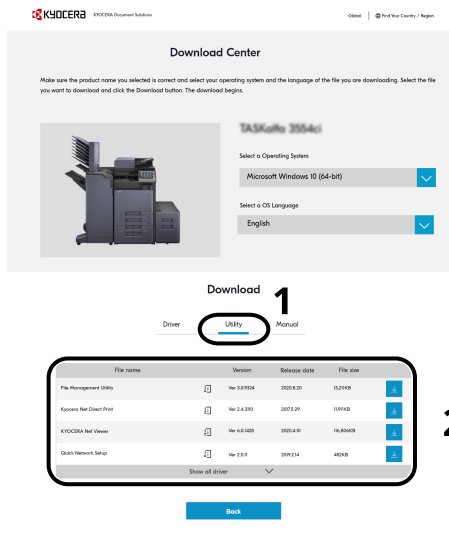 KYOCERA KYOCERA Document Solutions Global Find Your Country / Region
Download Center
Make sure the product name you selected is correct and select your operating system and the language of the file you are downloading. Select the file
you want to download and click the Download button. The download begins.
TASKalfa 3554ci
Select a Operating System
Microsoft Windows 10 (64-bit)
Select a OS Language
English
Download
1
Driver Utility Manual
File name Version Release date File size
File Management Utility Ver 3.0.9324 2020.8.20 13,211KB
Kyocera Net Direct Print Ver 2.4.3110 2017.5.29 11,911KB
KYOCERA Net Viewer Ver 6.0.1428 2020.4.10 116,806KB
2
Quick Network Setup Ver 2.0.11 2019.2.14 482KB
Show all driver
Back